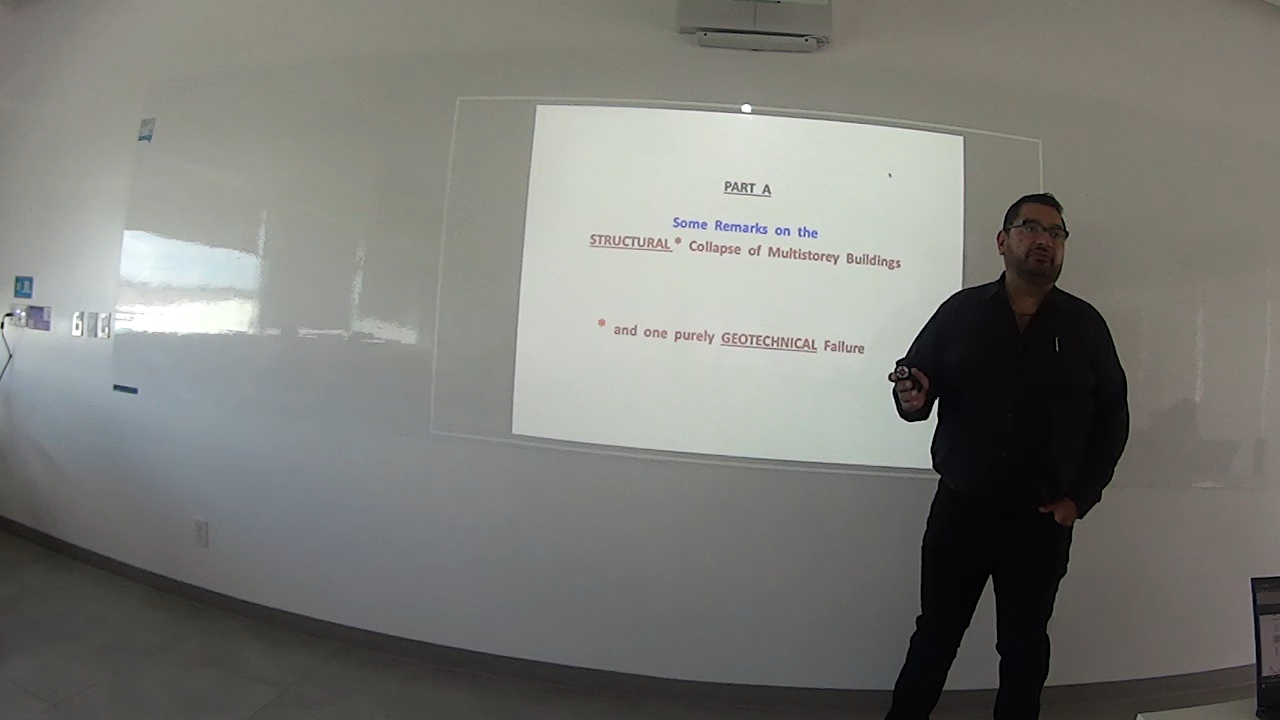 PART A
Some Remarks on the
STRUCTURAL * Collapse of Multistorey Buildings
* and one purely GEOTECHNICAL Failure